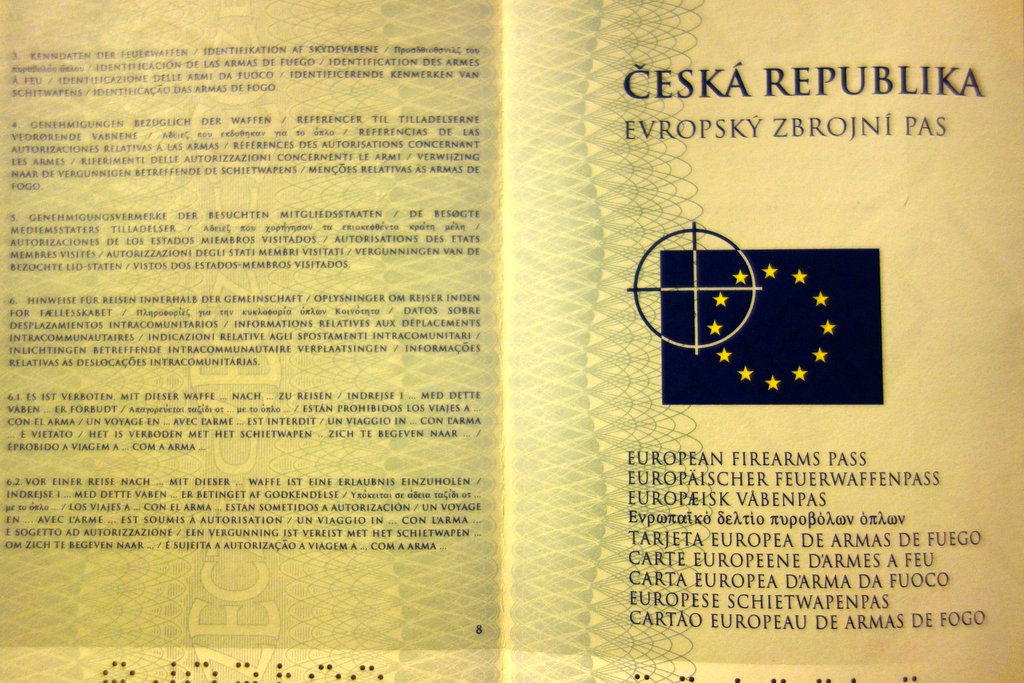 3. KENNDATEN DER FEUERWAFFEN / IDENTIFIKATION AF SKYDEVABENE / Προσδθιοθσνιλζ του
πυροβολος όπλου / IDENTIFICACIÓN DE LAS ARMAS DE FUEGO / IDENTIFICATION DES ARMES
À FEU / IDENTIFICAZIONE DELLE ARMI DA FUOCO / IDENTIFICERENDE KENMERKEN VAN
SCHIETWAPENS / IDENTIFICAÇÃO DAS ARMAS DE FOGO.
4. GENEHMIGUNGEN BEZÜGLICH DER WAFFEN / REFERENCER TIL TILLADELSERNE
VEDRØRENDE VÅBNENE / Αδειες που εκδοθηκαν για το όπλο / REFERENCIAS DE LAS
AUTORIZACIONES RELATIVAS À LAS ARMAS / RÉFÉRENCES DES AUTORISATIONS CONCERNANT
LES ARMES / RIFERIMENTI DELLE AUTORIZZAZIONI CONCERNENTI LE ARMI / VERWIJZING
NAAR DE VERGUNNIGEN BETREFFENDE DE SCHIETWAPENS / MENÇÕES RELATIVAS ÀS ARMAS DE
FOGO.
5. GENEHMIGUNGSVERMERKE DER BESUCHTEN MITGLIEDSSTAATEN / DE BESØGTE
MEDIEMSSTATERS TILLADELSER / Αδειες που χορήγησαν τα επισκεφθέντα κράτη μέλη /
AUTORIZACIONES DE LOS ESTADOS MIEMBROS VISITADOS / AUTORISATIONS DES ETATS
MEMBRES VISITÉS / AUTORIZZAZIONI DEGLI STATI MEMBRI VISITATI / VERGUNNINGEN VAN DE
BEZOCHTE LID-STATEN / VISTOS DOS ESTADOS-MEMBROS VISITADOS.
6. HINWEISE FÜR REISEN INNERHALB DER GEMEINSCHAFT / OPLYSNINGER OM REJSER INDEN
FOR FÆLLESSKABET / Πληροφορίες για την κυκλοφορία όπλων Κοινότητα / DATOS SOBRE
DESPLAZAMIENTOS INTRACOMUNITARIOS / INFORMATIONS RELATIVES AUX DÉPLACEMENTS
INTRACOMMUNAUTAIRES / INDICAZIONI RELATIVE AGLI SPOSTAMENTI INTRACOMUNITARI /
INLICHTINGEN BETREFFENDE INTRACOMMUNAUTAIRE VERPLAATSINGEN / INFORMAÇÕES
RELATIVAS ÀS DESLOCAÇÕES INTRACOMUNITÁRIAS.
6.1. ES IST VERBOTEN, MIT DIESER WAFFE ... NACH ... ZU REISEN / INDREJSE I ... MED DETTE
VÅBEN ... ER FORBUDT / Απαγορεύεται ταξίδι οτ ... με το όπλο ... / ESTÁN PROHIBIDOS LOS VIAJES A ...
CON EL ARMA / UN VOYAGE EN ... AVEC L'ARME ... EST INTERDIT / UN VIAGGIO IN ... CON L'ARMA
... È VIETATO / HET IS VERBODEN MET HET SCHIETWAPEN .. ZICH TE BEGEVEN NAAR ... /
ÉPROBIDO A VIAGEM A ... COM A ARMA ...
6.2. VOR EINER REISE NACH ... MIT DIESER ... WAFFE IST EINE ERLAUBNIS EINZUHOLEN /
INDREJSE I ... MED DETTE VÅBEN ... ER BETINGET AF GODKENDELSE / Υπόκειται σε άδεια ταξίδι οτ ...
με το όπλο ... / LOS VIAJES A ... CON EL ARMA ... ESTÁN SOMETIDOS A AUTORIZACIÓN / UN VOYAGE
EN ... AVEC L'ARME ... EST SOUMIS À AUTORISATION / UN VIAGGIO IN ... CON L'ARMA ...
È SOGETTO AD AUTORIZZAZIONE / EEN VERGUNNING IST VEREIST MET HET SCHIETWAPEN ...
OM ZICH TE BEGEVEN NAAR ... / É SUJEITA A AUTORIZAÇÃO A VIAGEM A ... COM A ARMA ...
8
ČESKÁ REPUBLIKA
EVROPSKÝ ZBROJNÍ PAS
EUROPEAN FIREARMS PASS
EUROPÄISCHER FEUERWAFFENPASS
EUROPÆISK VÅBENPAS
Ευρωπαϊκό δελτίο πυροβόλων όπλων
TARJETA EUROPEA DE ARMAS DE FUEGO
CARTE EUROPEENE D'ARMES A FEU
CARTA EUROPEA D'ARMA DA FUOCO
EUROPESE SCHIETWAPENPAS
CARTÃO EUROPEAU DE ARMAS DE FOGO